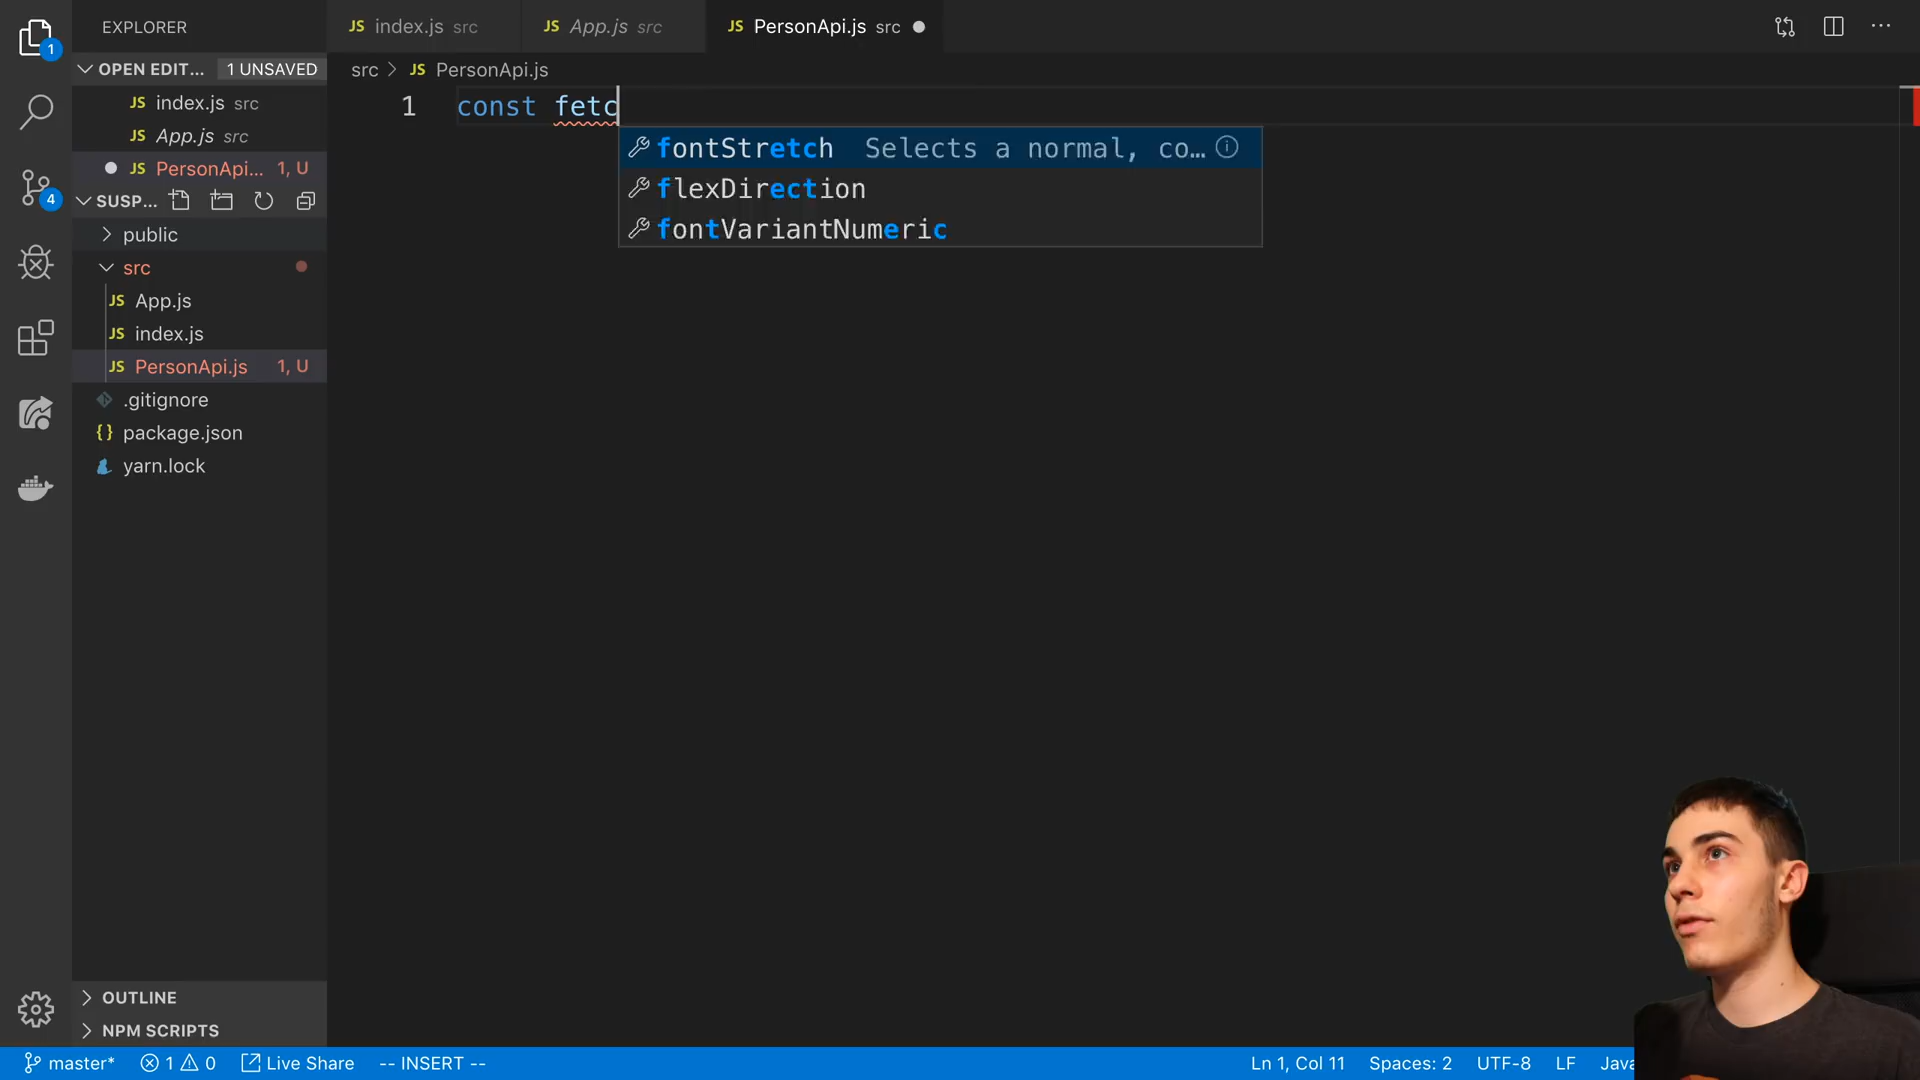 EXPLORER
OPEN EDIT... 1 UNSAVED
JS index.js src
JS App.js src
JS PersonApi... 1, U
SUSP...
public
src
JS App.js
JS index.js
JS PersonApi.js 1, U
.gitignore
{} package.json
yarn.lock
OUTLINE
NPM SCRIPTS
1
4
JS index.js src
JS App.js src
JS PersonApi.js src
src > JS PersonApi.js
1 const fetc
fontStretch Selects a normal, co...
flexDirection
fontVariantNumeric
master* 1 0 Live Share -- INSERT -- Ln 1, Col 11 Spaces: 2 UTF-8 LF Java